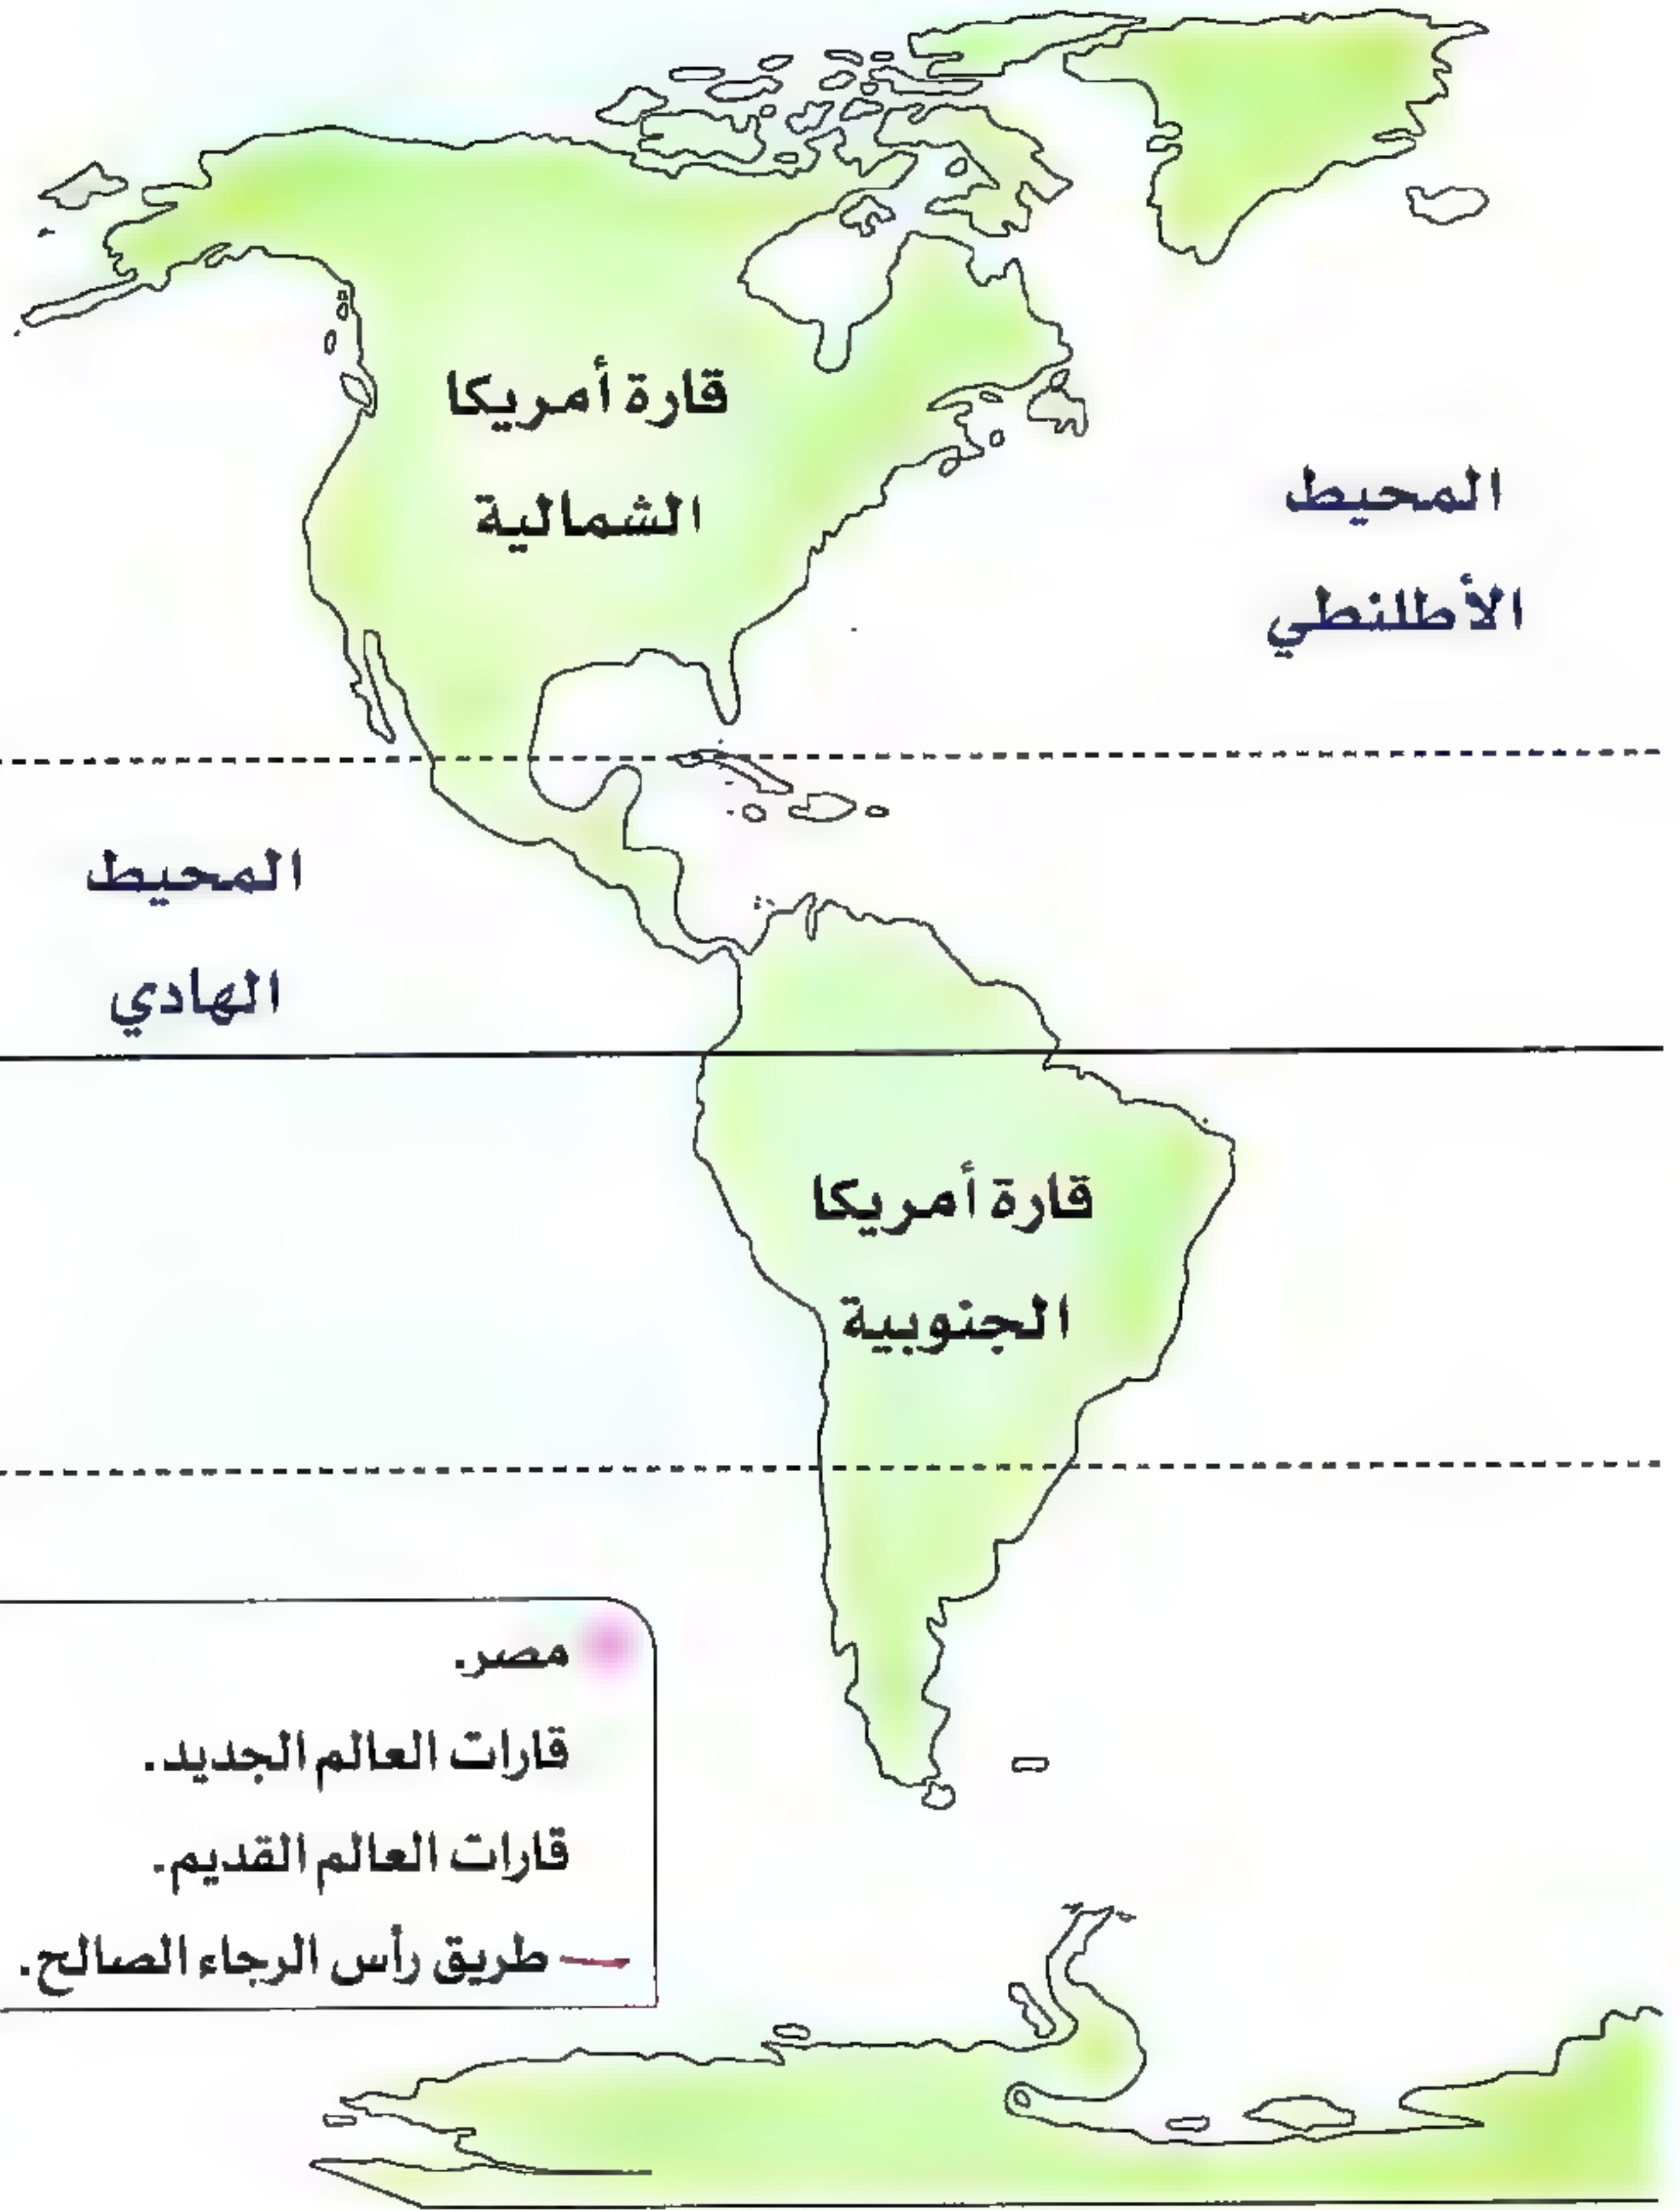 قارة أمريكا
الشمالية
المحيط
الأطلنطي
المحيط
الهادي
قارة أمريكا
الجنوبية
مصر.
قارات العالم الجديد.
قارات العالم القديم.
طريق رأس الرجاء الصالح.